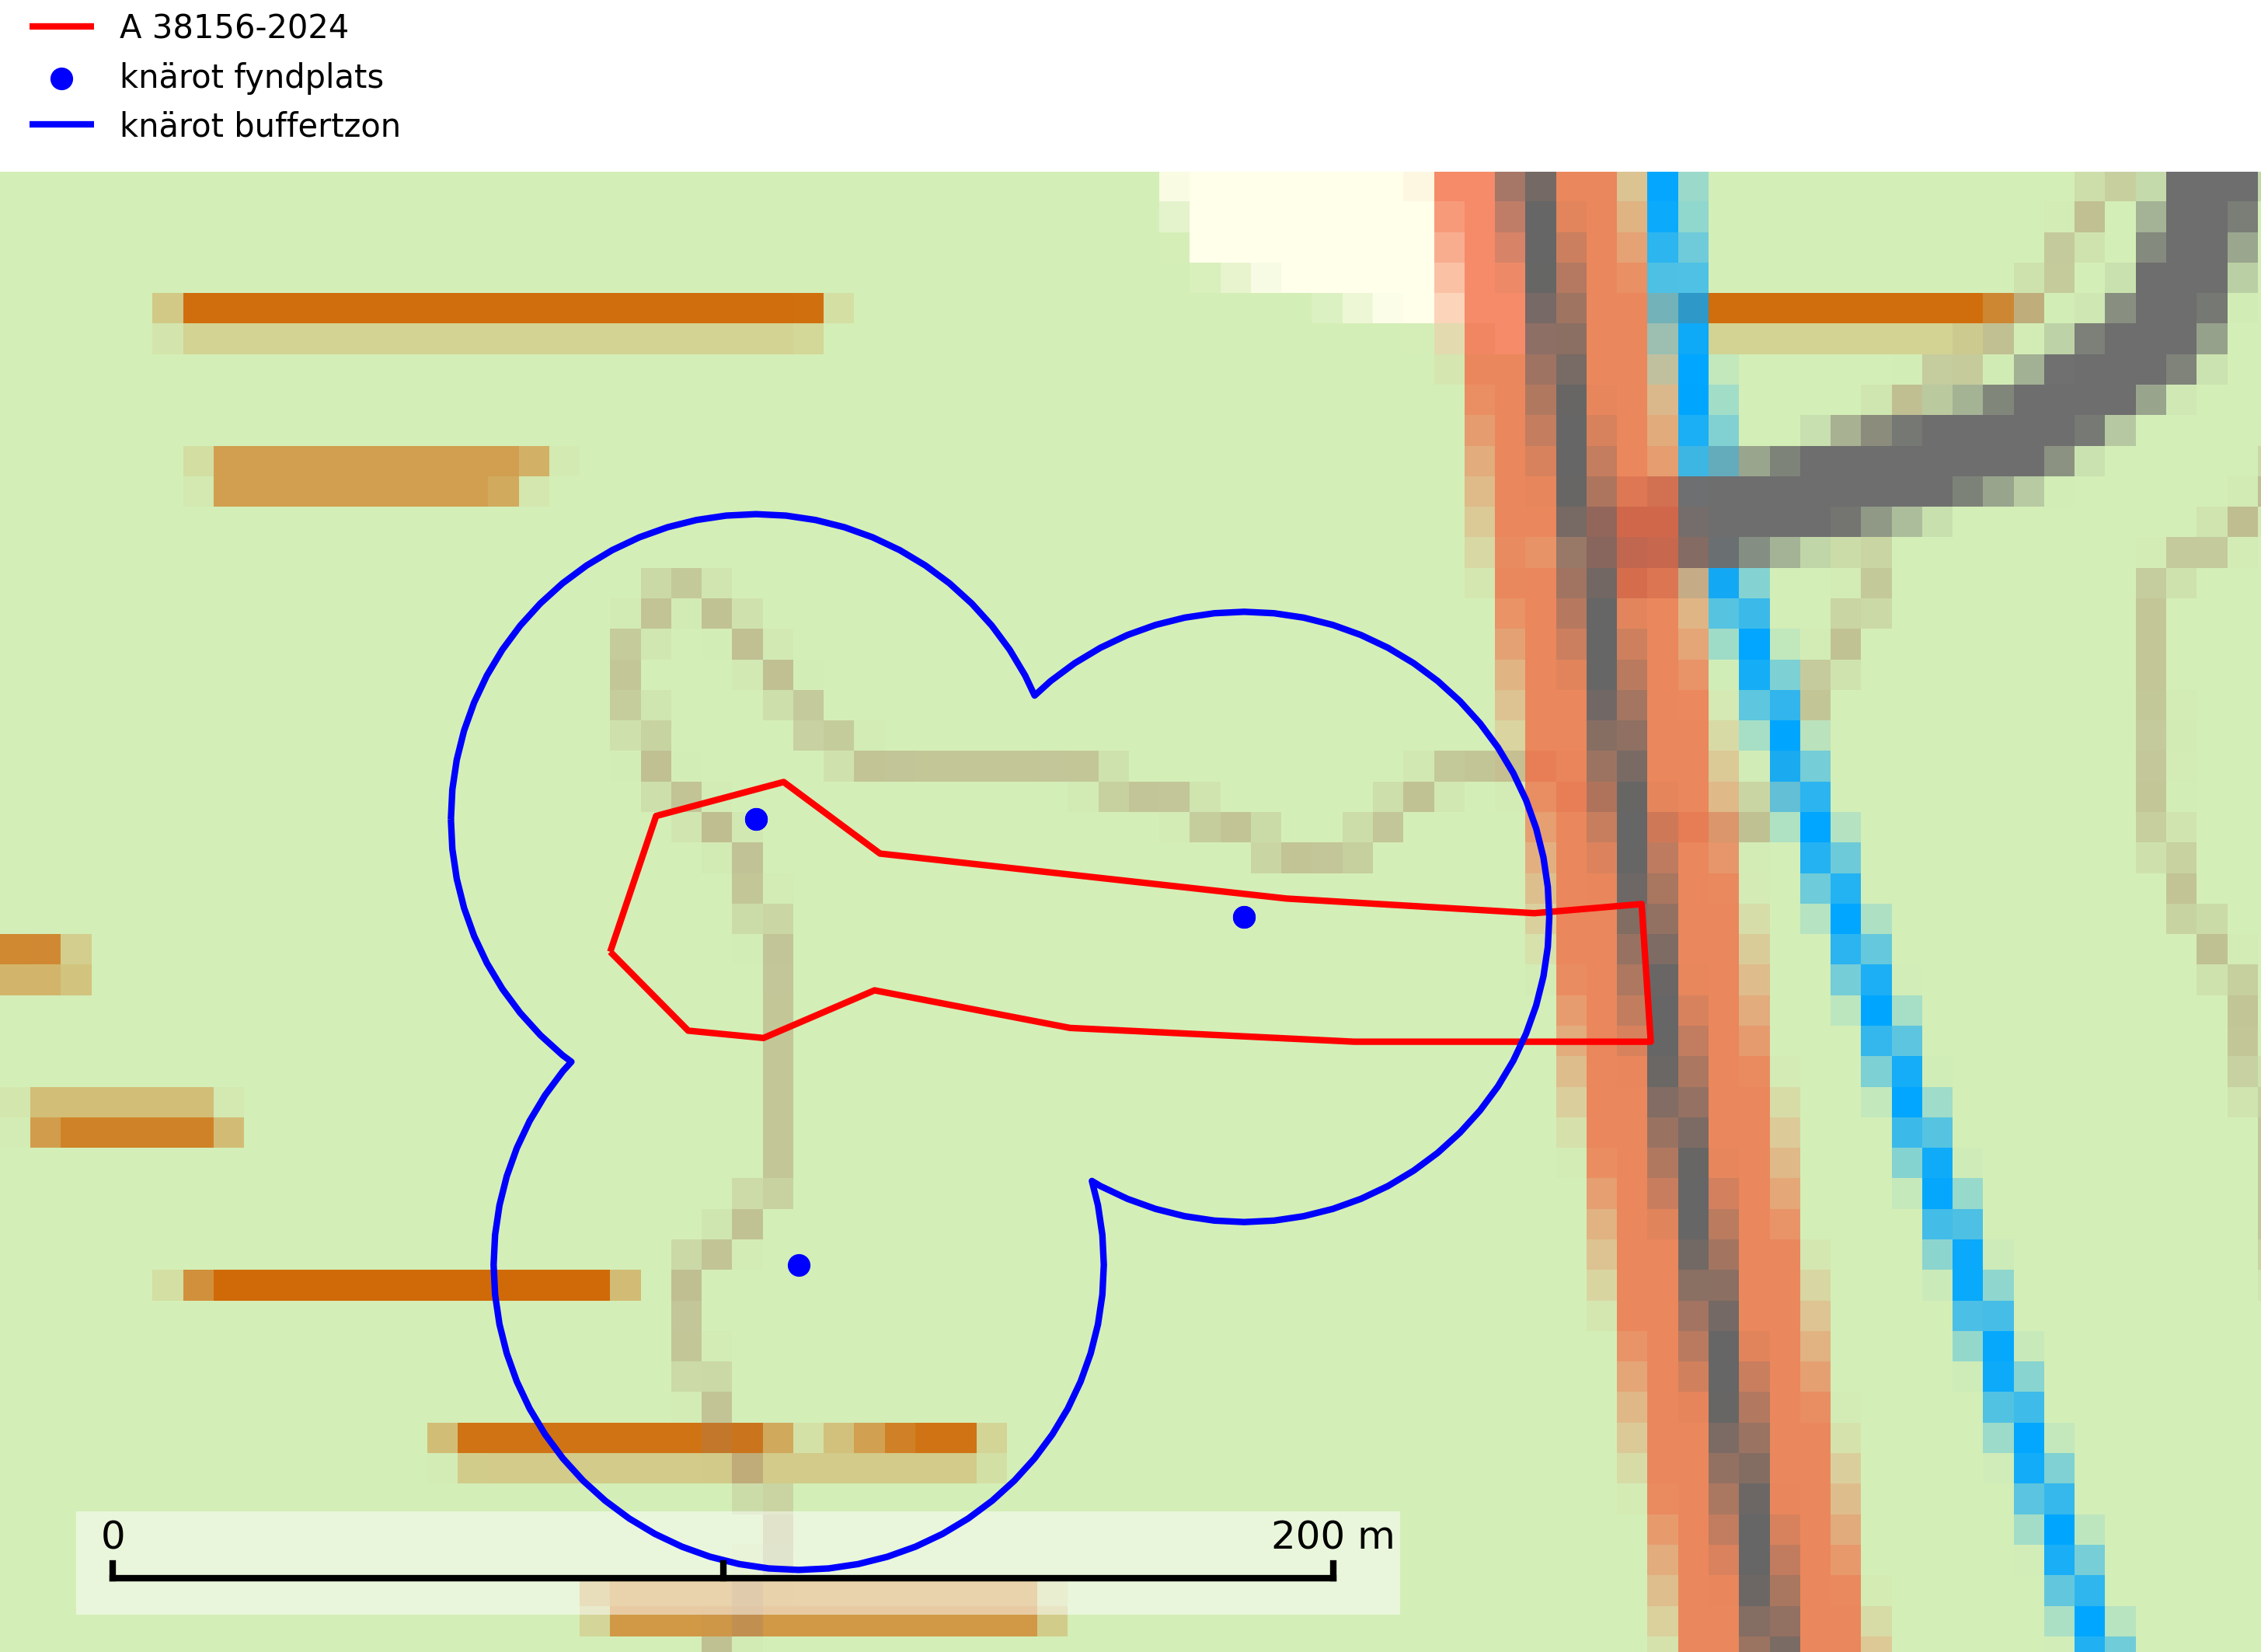 A 38156-2024
knärot fyndplats
knärot buffertzon
0 200 m